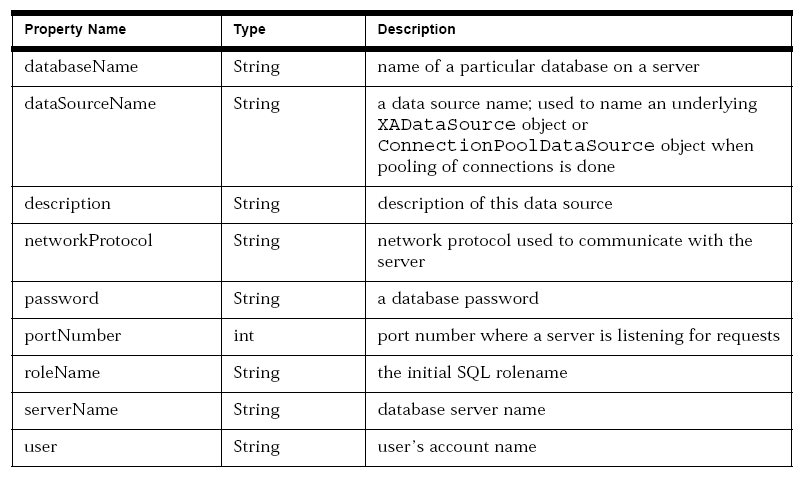 Property Name Type Description
databaseName String name of a particular database on a server
dataSourceName String a data source name; used to name an underlying
XADataSource object or
ConnectionPoolDataSource object when
pooling of connections is done
description String description of this data source
networkProtocol String network protocol used to communicate with the
server
password String a database password
portNumber int port number where a server is listening for requests
roleName String the initial SQL rolename
serverName String database server name
user String user’s account name